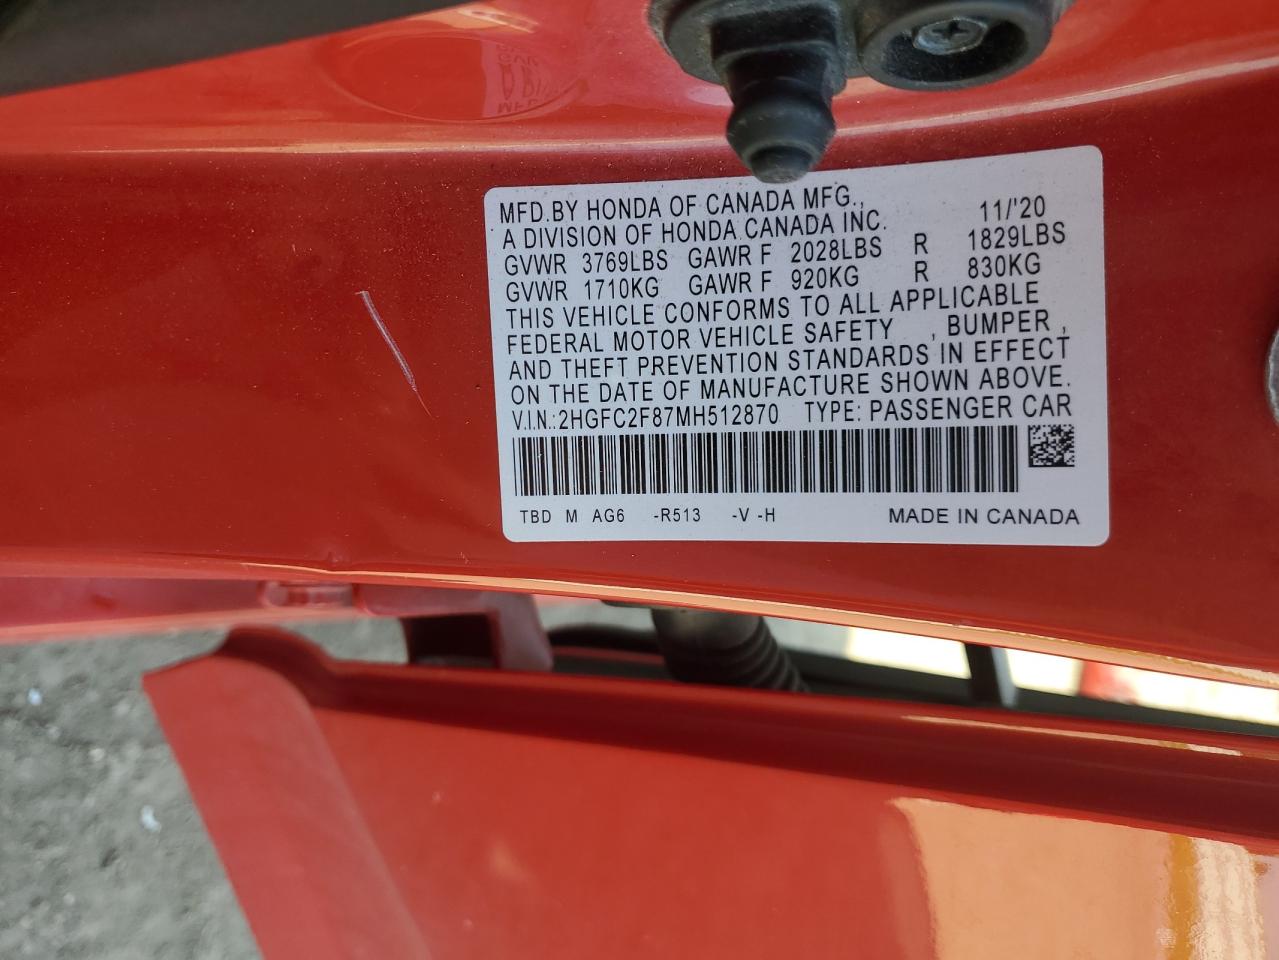 MFD.BY HONDA OF CANADA MFG., 11/'20
A DIVISION OF HONDA CANADA INC.
GVWR 3769LBS GAWR F 2028LBS R 1829LBS
GVWR 1710KG GAWR F 920KG R 830KG
THIS VEHICLE CONFORMS TO ALL APPLICABLE
FEDERAL MOTOR VEHICLE SAFETY , BUMPER ,
AND THEFT PREVENTION STANDARDS IN EFFECT
ON THE DATE OF MANUFACTURE SHOWN ABOVE.
V.I.N.:2HGFC2F87MH512870 TYPE: PASSENGER CAR
TBD M AG6 -R513 -V -H MADE IN CANADA